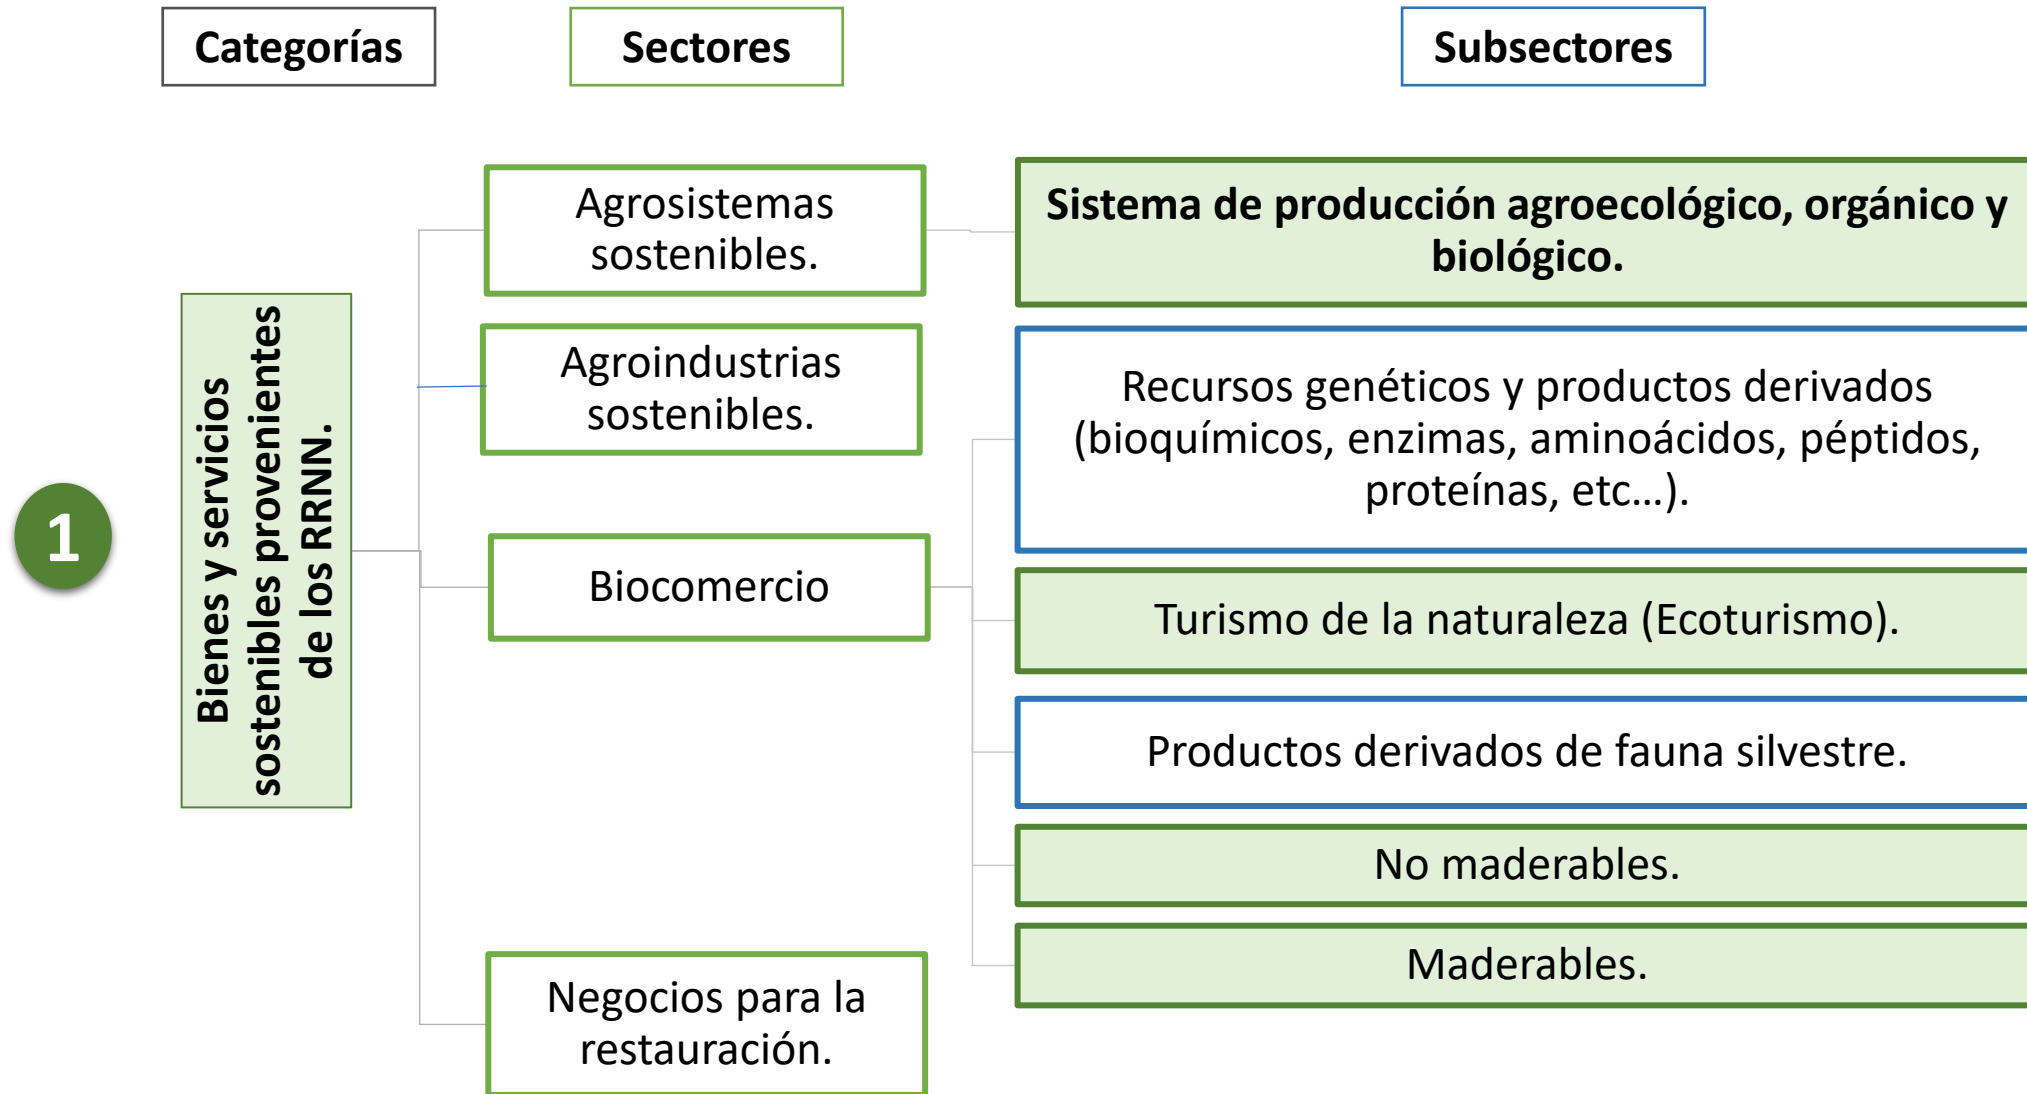 Categorías
Sectores
Subsectores
1
Bienes y servicios
sostenibles provenientes
de los RRNN.
Agrosistemas
sostenibles.
Sistema de producción agroecológico, orgánico y
biológico.
Agroindustrias
sostenibles.
Biocomercio
Recursos genéticos y productos derivados
(bioquímicos, enzimas, aminoácidos, péptidos,
proteínas, etc...).
Turismo de la naturaleza (Ecoturismo).
Productos derivados de fauna silvestre.
No maderables.
Maderables.
Negocios para la
restauración.